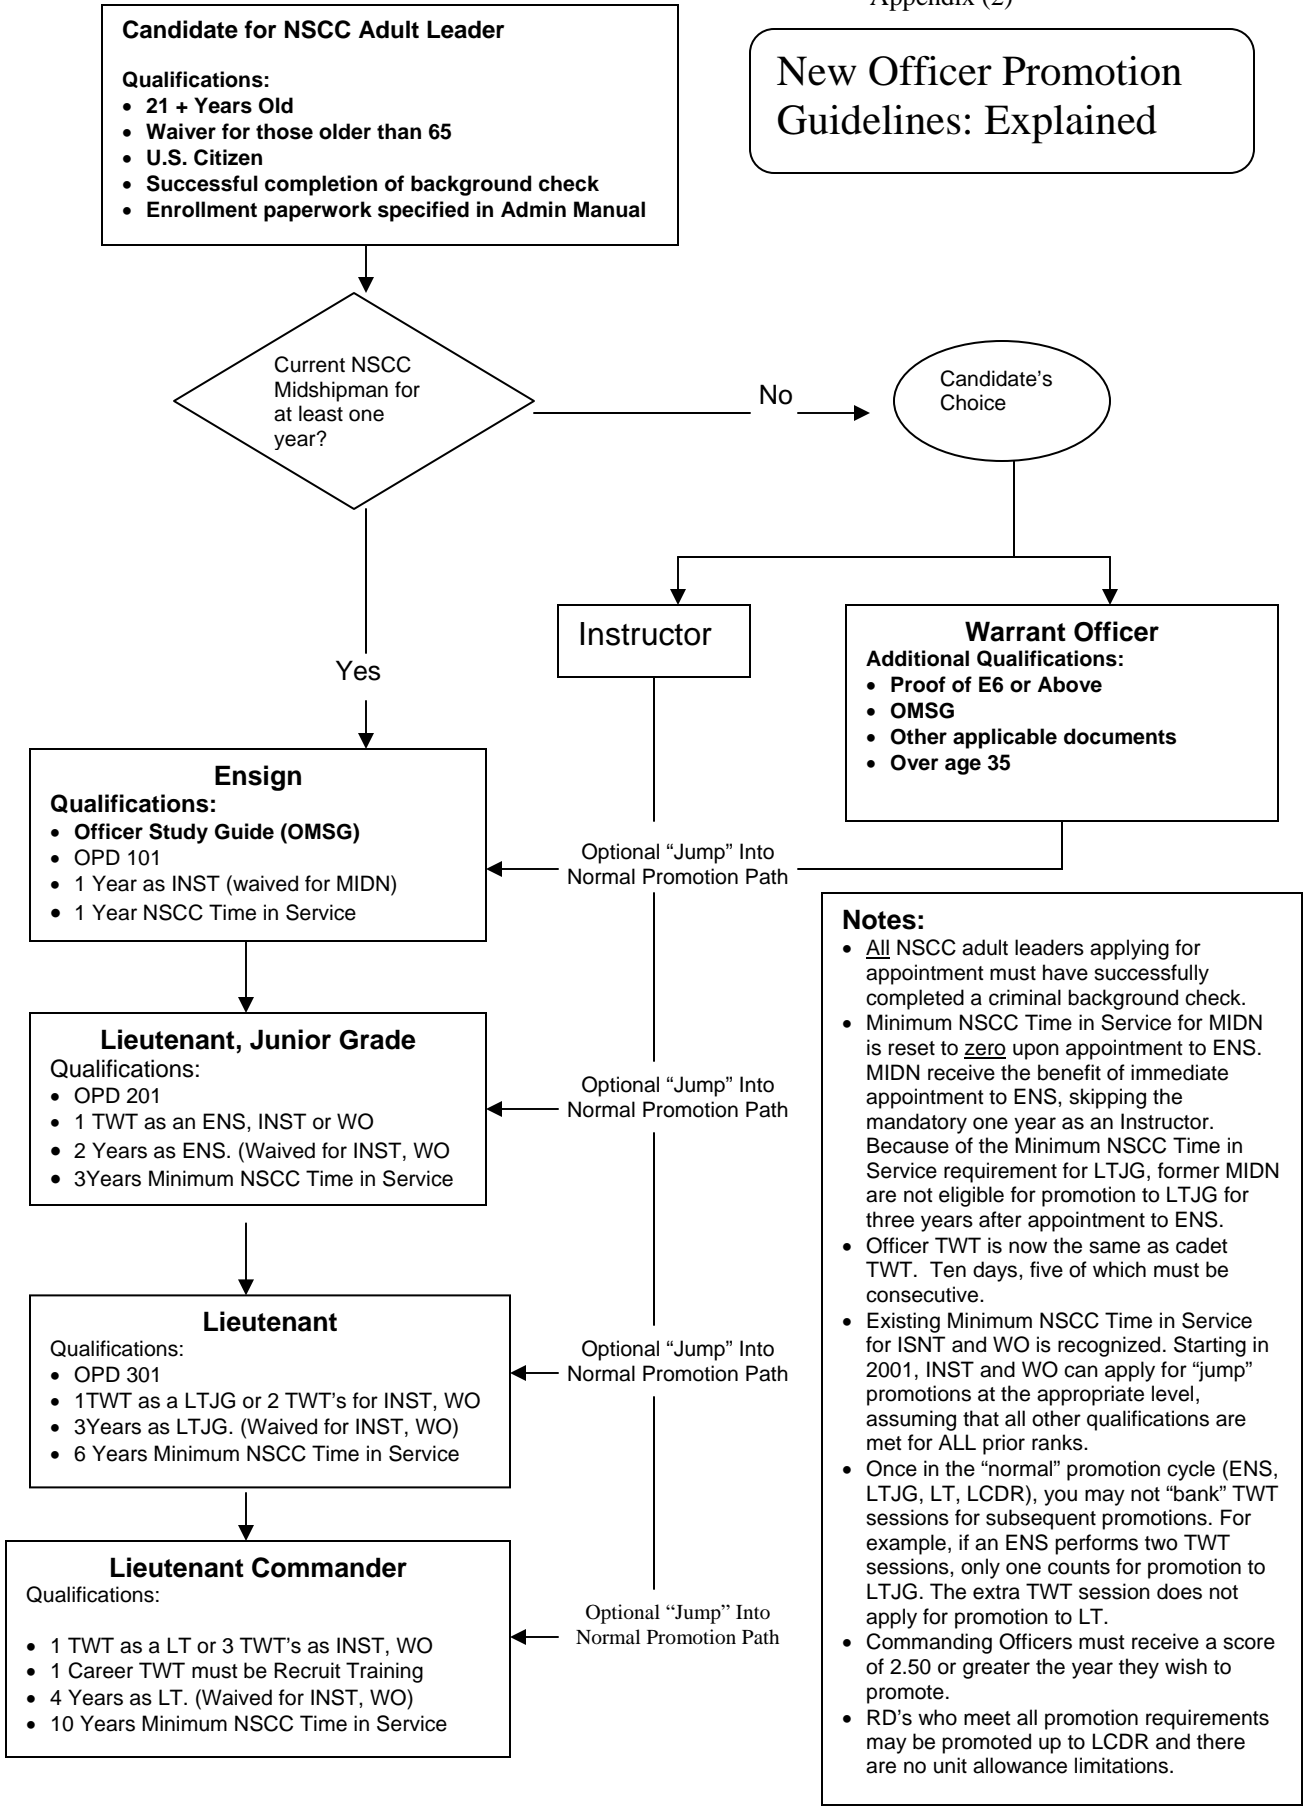 Appendix (2)
New Officer Promotion
Guidelines: Explained
Candidate for NSCC Adult Leader
Qualifications:
• 21 + Years Old
• Waiver for those older than 65
• U.S. Citizen
• Successful completion of background check
• Enrollment paperwork specified in Admin Manual
Current NSCC
Midshipman for
at least one
year?
No
Candidate's
Choice
Yes
Instructor
Warrant Officer
Additional Qualifications:
• Proof of E6 or Above
• OMSG
• Other applicable documents
• Over age 35
Ensign
Qualifications:
• Officer Study Guide (OMSG)
• OPD 101
• 1 Year as INST (waived for MIDN)
• 1 Year NSCC Time in Service
Optional “Jump” Into
Normal Promotion Path
Lieutenant, Junior Grade
Qualifications:
• OPD 201
• 1 TWT as an ENS, INST or WO
• 2 Years as ENS. (Waived for INST, WO
• 3Years Minimum NSCC Time in Service
Optional “Jump” Into
Normal Promotion Path
Lieutenant
Qualifications:
• OPD 301
• 1TWT as a LTJG or 2 TWT's for INST, WO
• 3Years as LTJG. (Waived for INST, WO)
• 6 Years Minimum NSCC Time in Service
Optional “Jump” Into
Normal Promotion Path
Lieutenant Commander
Qualifications:
• 1 TWT as a LT or 3 TWT's as INST, WO
• 1 Career TWT must be Recruit Training
• 4 Years as LT. (Waived for INST, WO)
• 10 Years Minimum NSCC Time in Service
Optional “Jump” Into
Normal Promotion Path
Notes:
• All NSCC adult leaders applying for
appointment must have successfully
completed a criminal background check.
• Minimum NSCC Time in Service for MIDN
is reset to zero upon appointment to ENS.
MIDN receive the benefit of immediate
appointment to ENS, skipping the
mandatory one year as an Instructor.
Because of the Minimum NSCC Time in
Service requirement for LTJG, former MIDN
are not eligible for promotion to LTJG for
three years after appointment to ENS.
• Officer TWT is now the same as cadet
TWT.  Ten days, five of which must be
consecutive.
• Existing Minimum NSCC Time in Service
for ISNT and WO is recognized. Starting in
2001, INST and WO can apply for “jump”
promotions at the appropriate level,
assuming that all other qualifications are
met for ALL prior ranks.
• Once in the “normal” promotion cycle (ENS,
LTJG, LT, LCDR), you may not “bank” TWT
sessions for subsequent promotions. For
example, if an ENS performs two TWT
sessions, only one counts for promotion to
LTJG. The extra TWT session does not
apply for promotion to LT.
• Commanding Officers must receive a score
of 2.50 or greater the year they wish to
promote.
• RD's who meet all promotion requirements
may be promoted up to LCDR and there
are no unit allowance limitations.